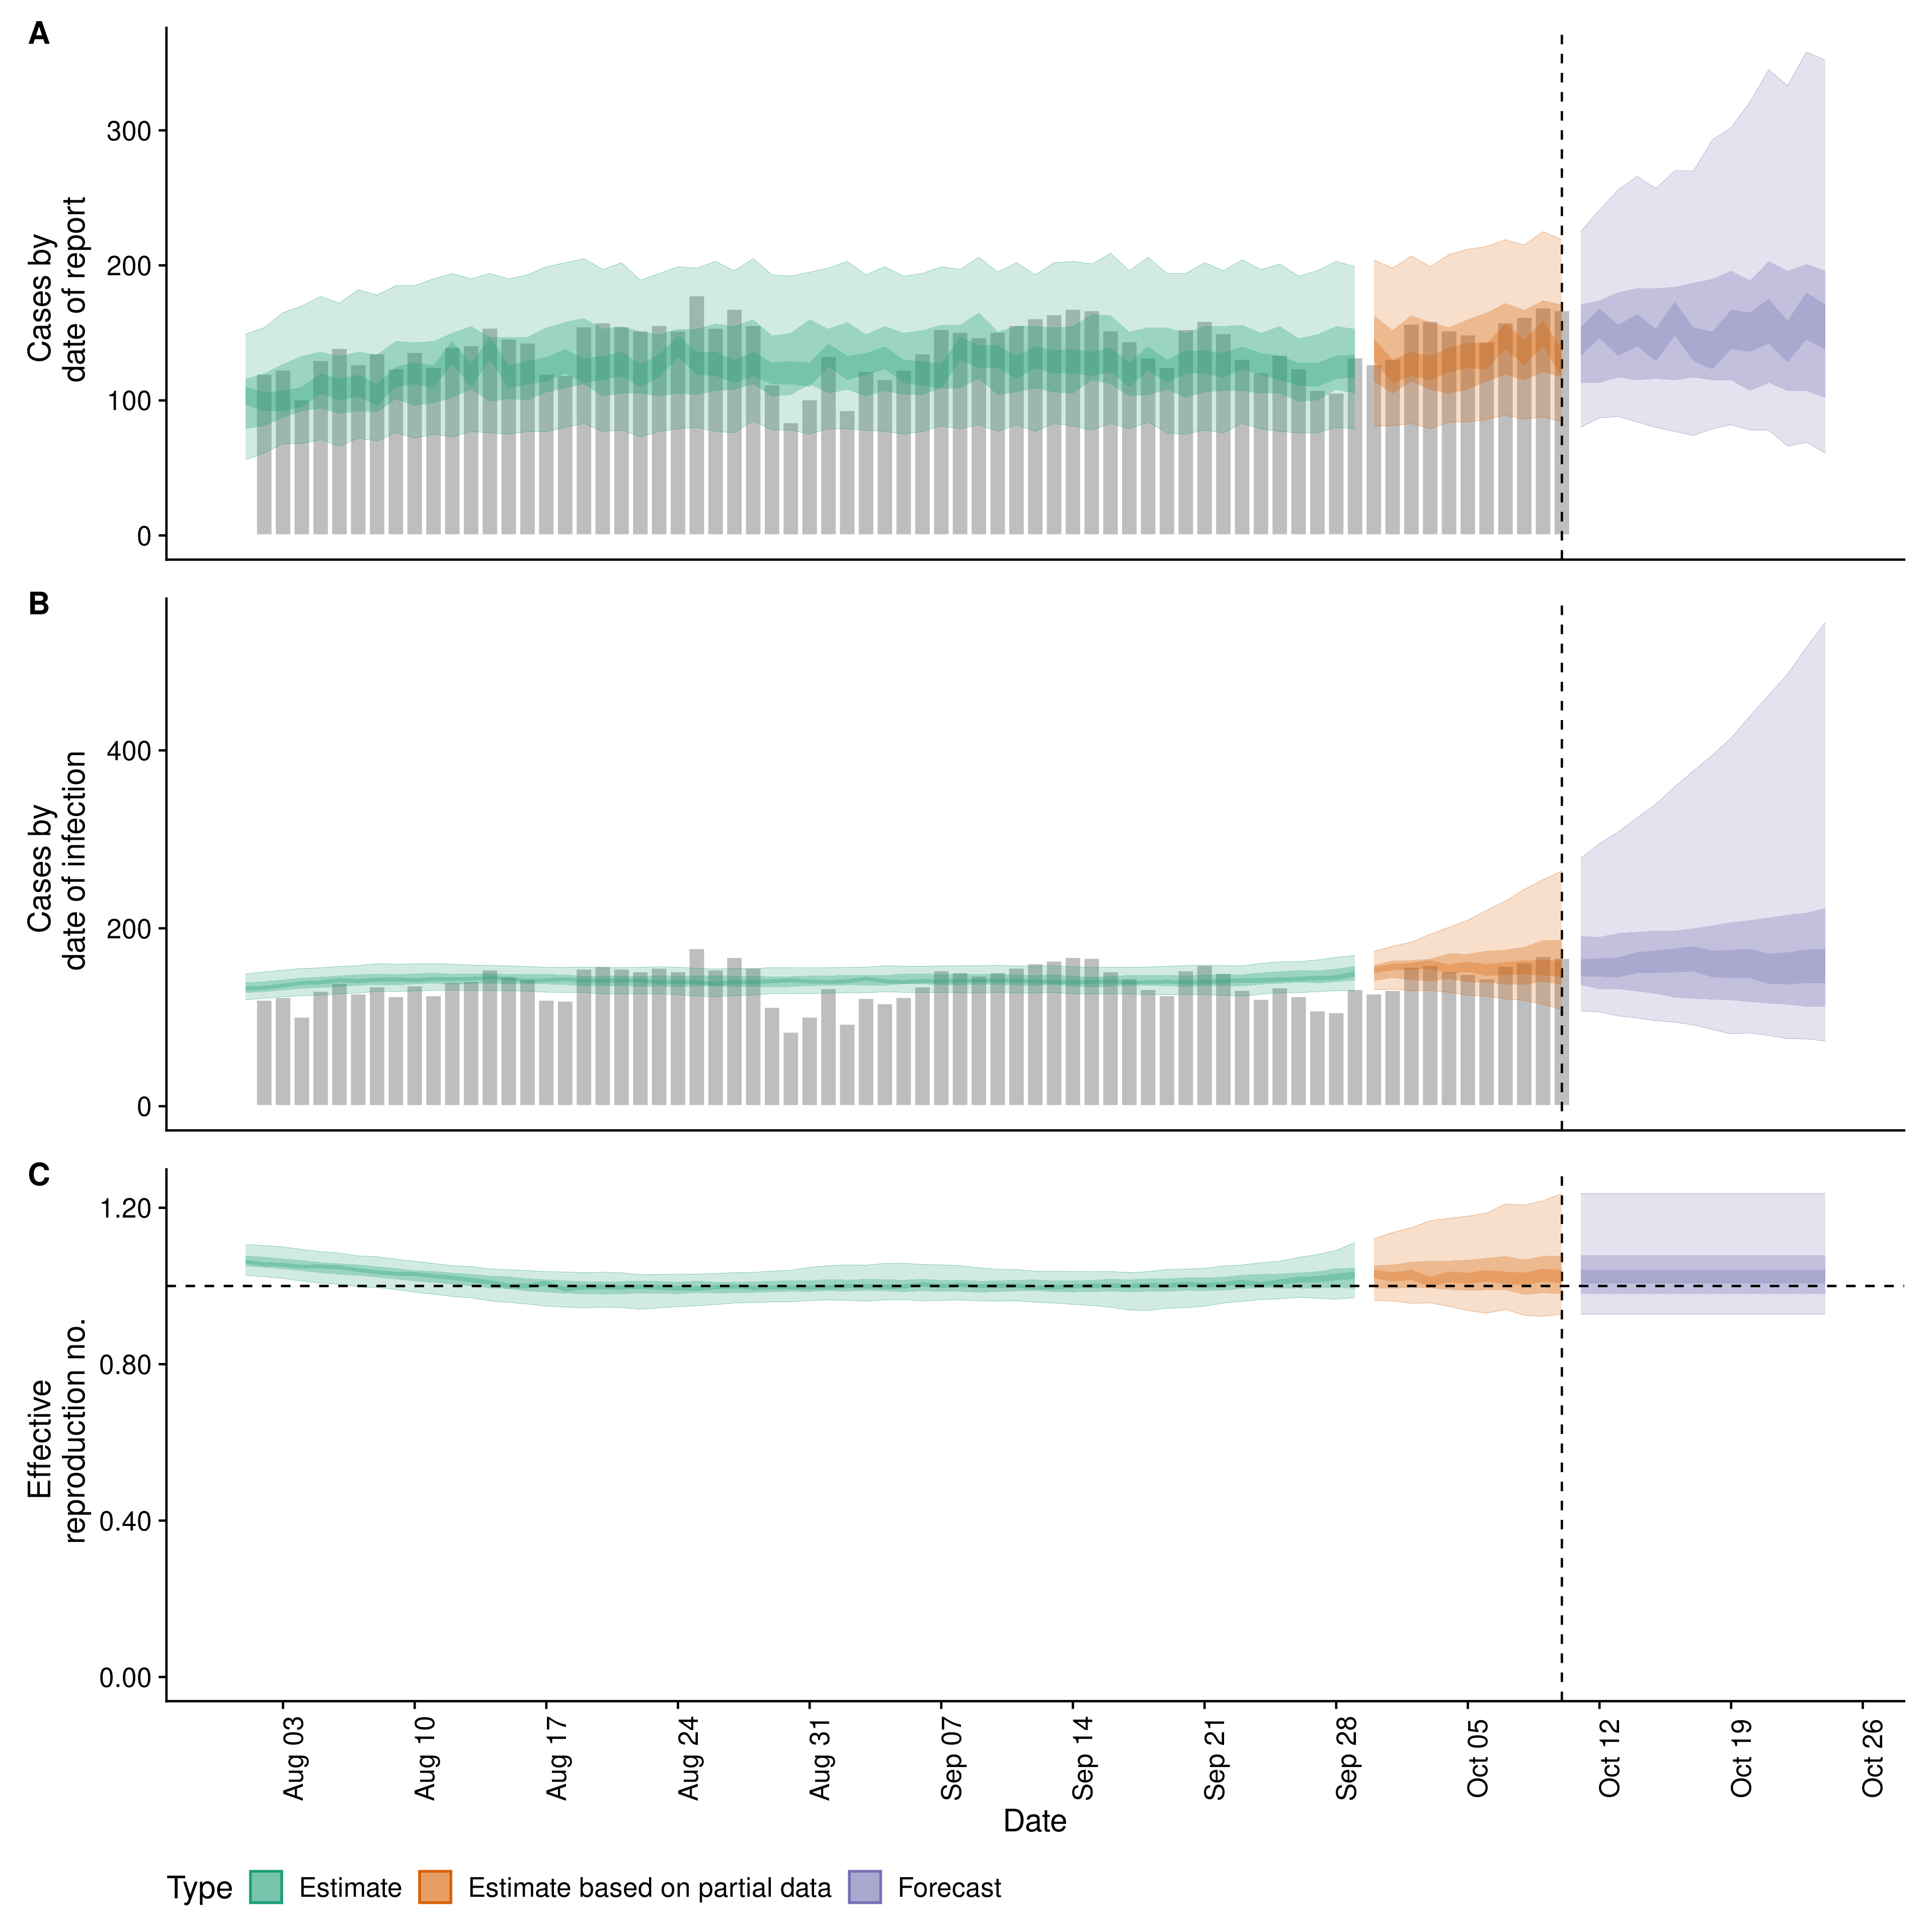 A
Cases by
date of report
300
200
100
0
B
Cases by
date of infection
400
200
0
C
Effective
reproduction no.
1.20
0.80
0.40
0.00
Aug 03
Aug 10
Aug 17
Aug 24
Aug 31
Sep 07
Sep 14
Sep 21
Sep 28
Oct 05
Oct 12
Oct 19
Oct 26
Date
Type Estimate Estimate based on partial data Forecast